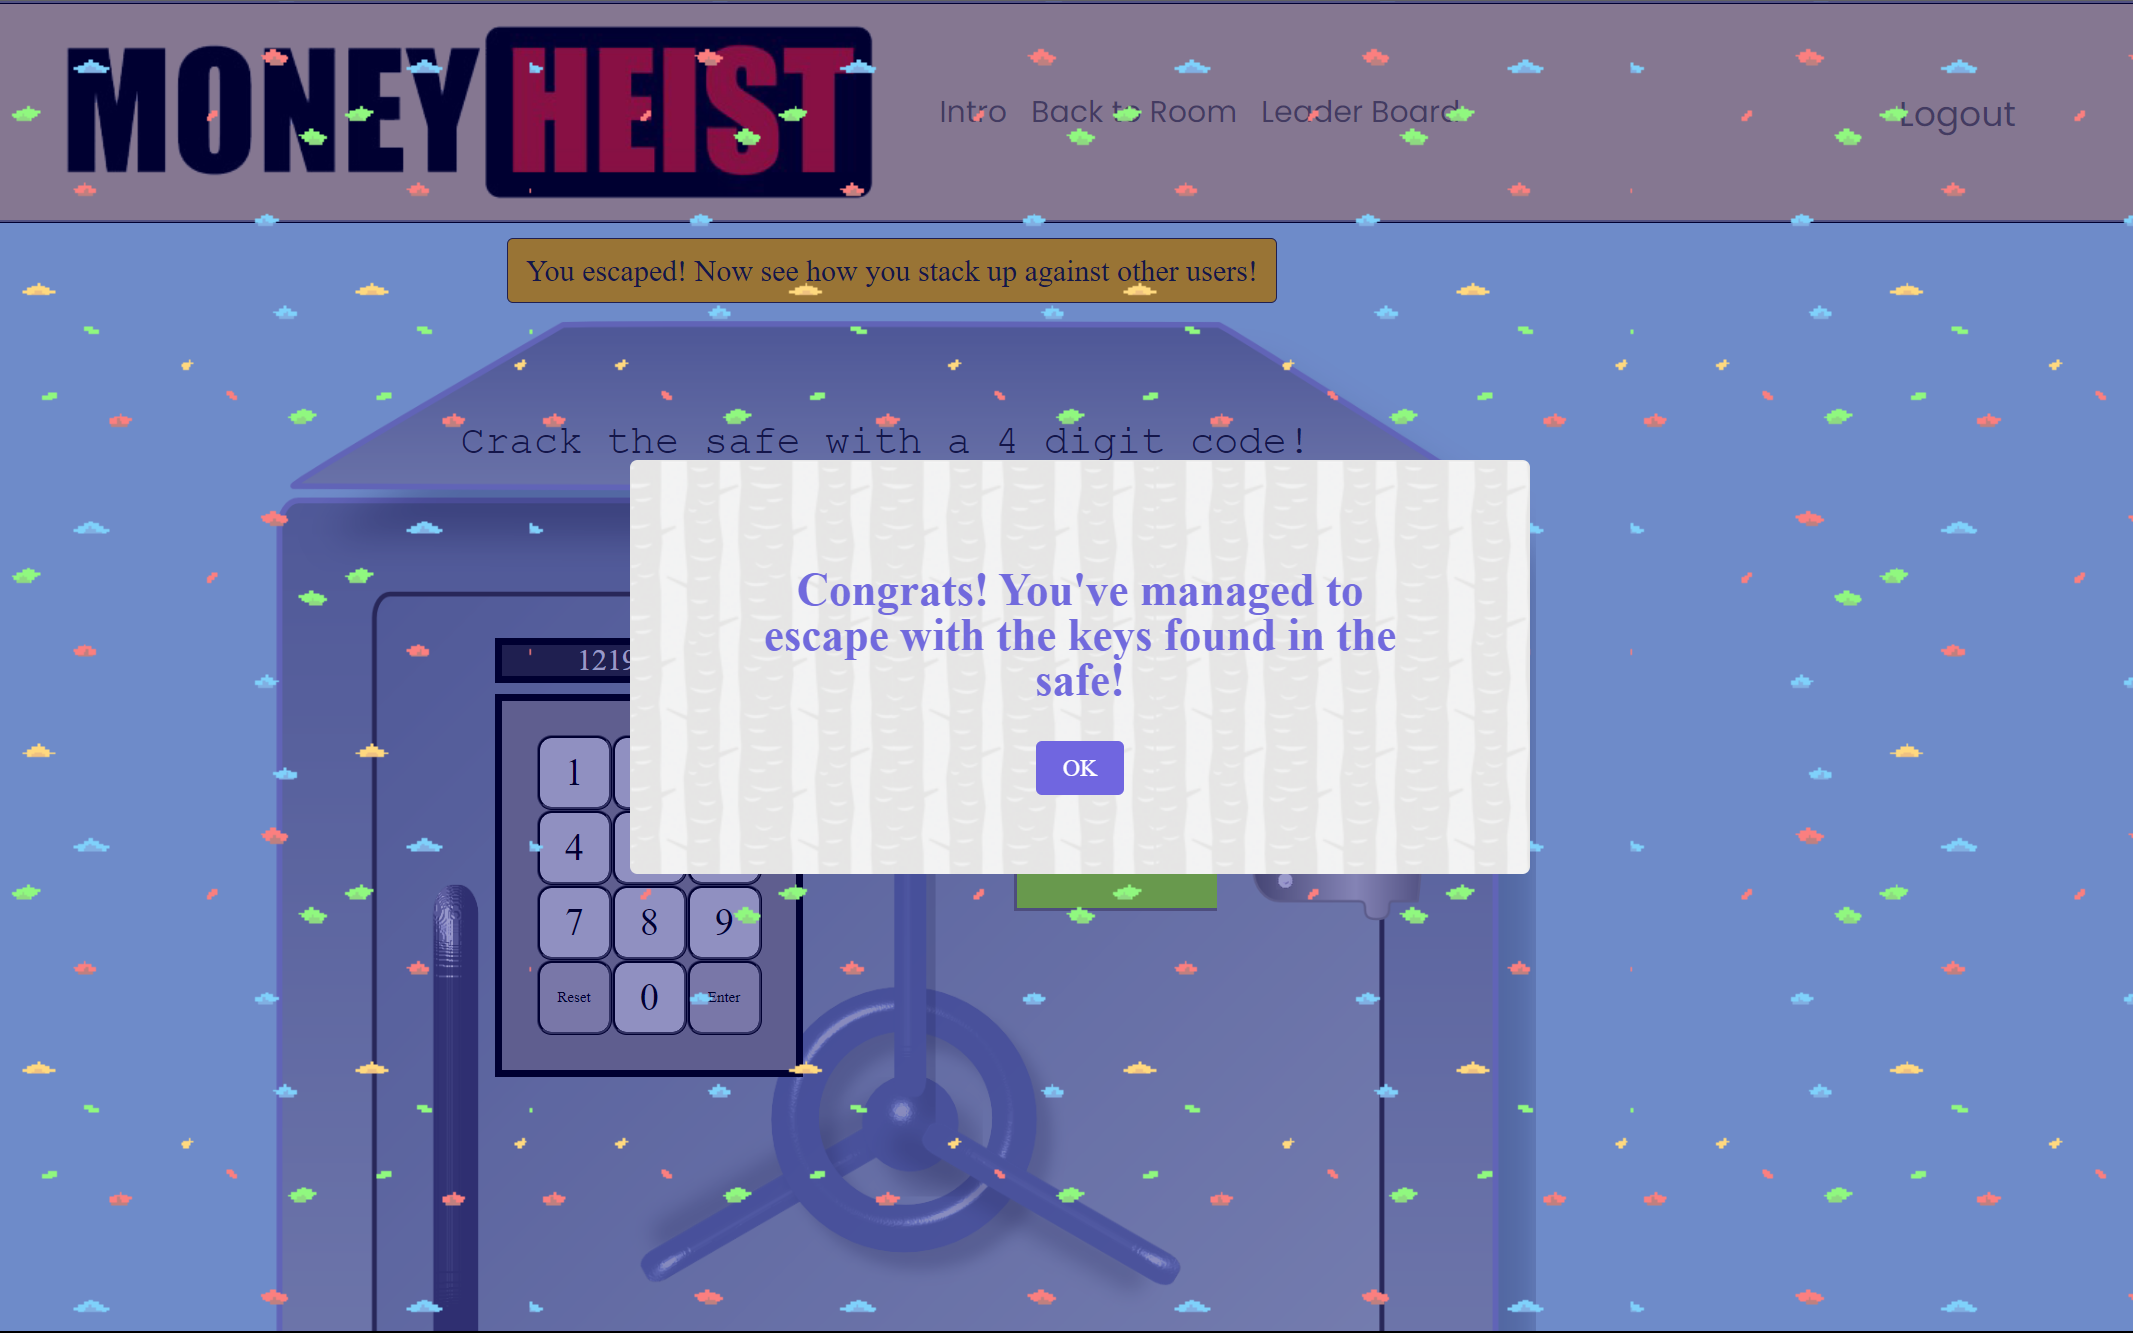 MONEY HEIST
Intro Back to Room Leader Board Logout
You escaped! Now see how you stack up against other users!
Crack the safe with a 4 digit code!
1219
Congrats! You've managed to
escape with the keys found in the
safe!
OK
1
4
7 8 9
Reset 0 Enter